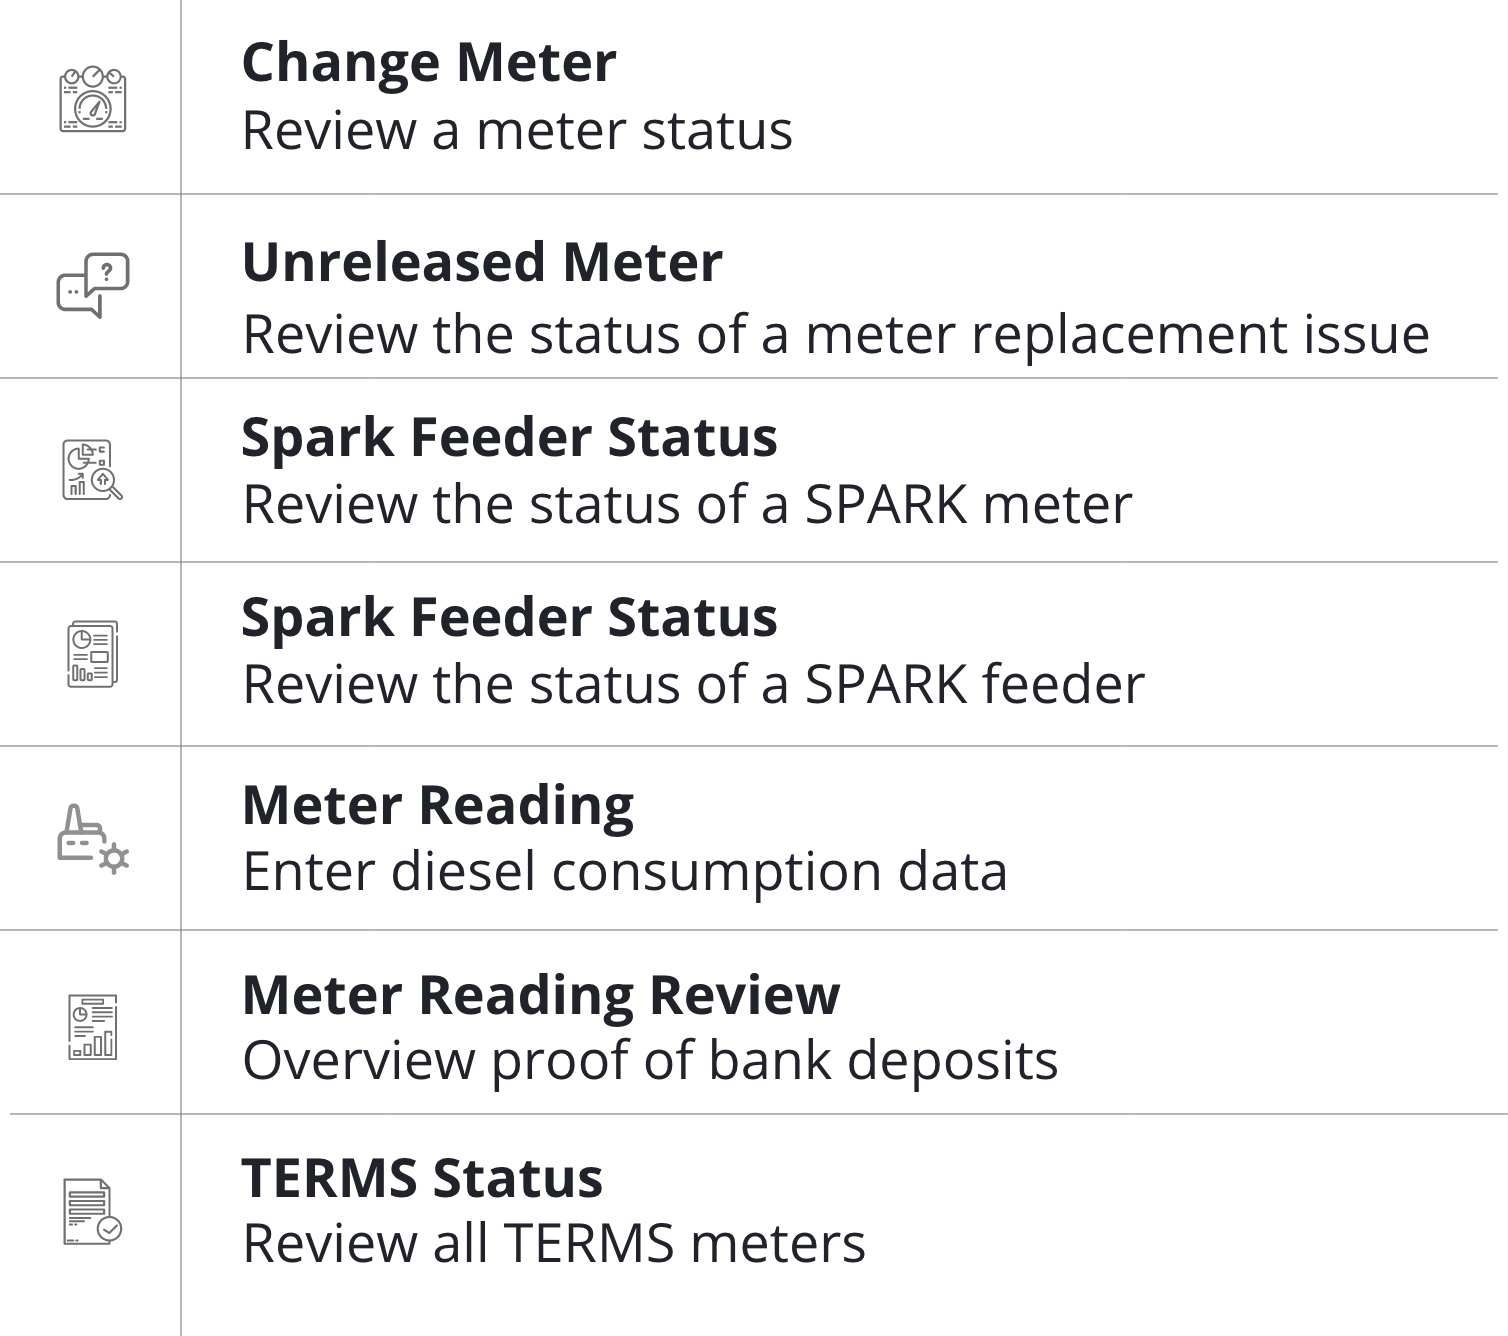 Change Meter
Review a meter status
Unreleased Meter
Review the status of a meter replacement issue
Spark Feeder Status
Review the status of a SPARK meter
Spark Feeder Status
Review the status of a SPARK feeder
Meter Reading
Enter diesel consumption data
Meter Reading Review
Overview proof of bank deposits
TERMS Status
Review all TERMS meters